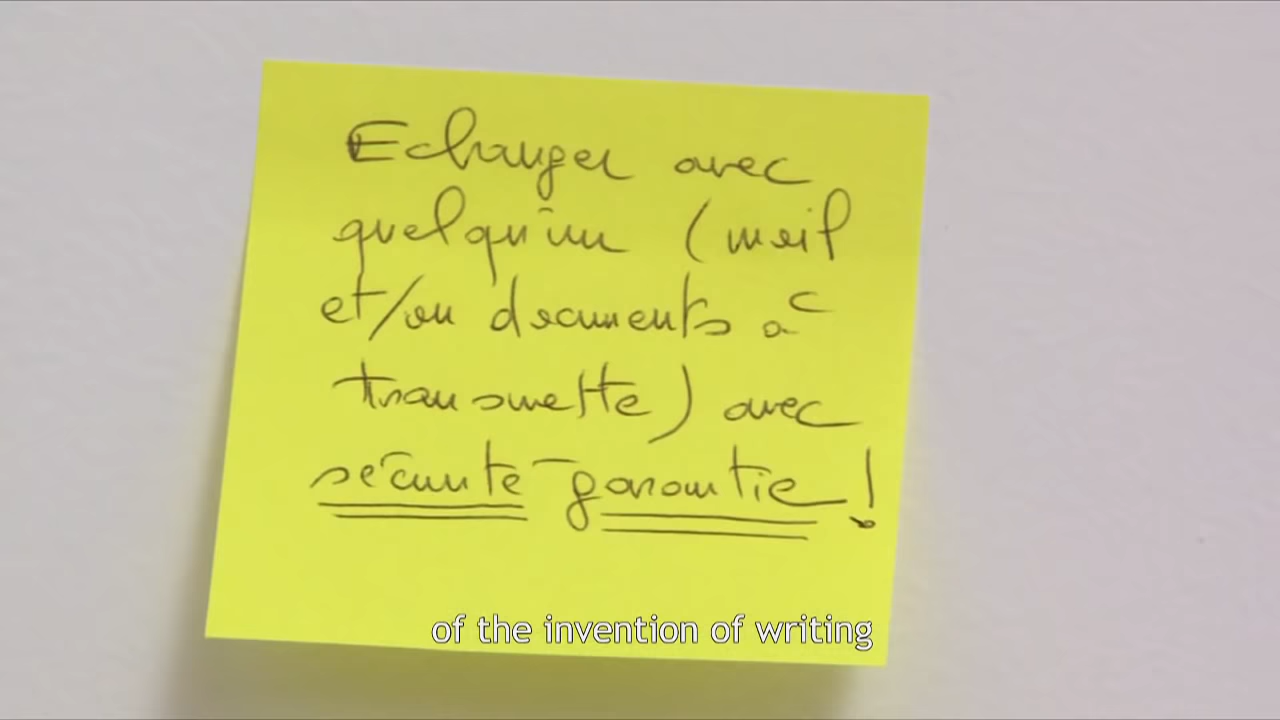 Echanger avec
quelqu'un (mail
et/ou documents à
transmettre) avec
sécurité garantie !
of the invention of writing